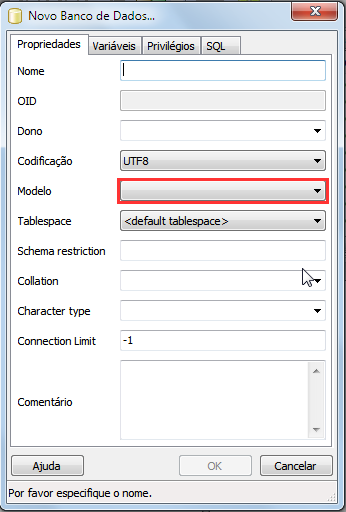 Novo Banco de Dados...
Propriedades Variáveis Privilégios SQL
Nome
OID
Dono
Codificação UTF8
Modelo
Tablespace <default tablespace>
Schema restriction
Collation
Character type
Connection Limit -1
Comentário
Ajuda OK Cancelar
Por favor especifique o nome.